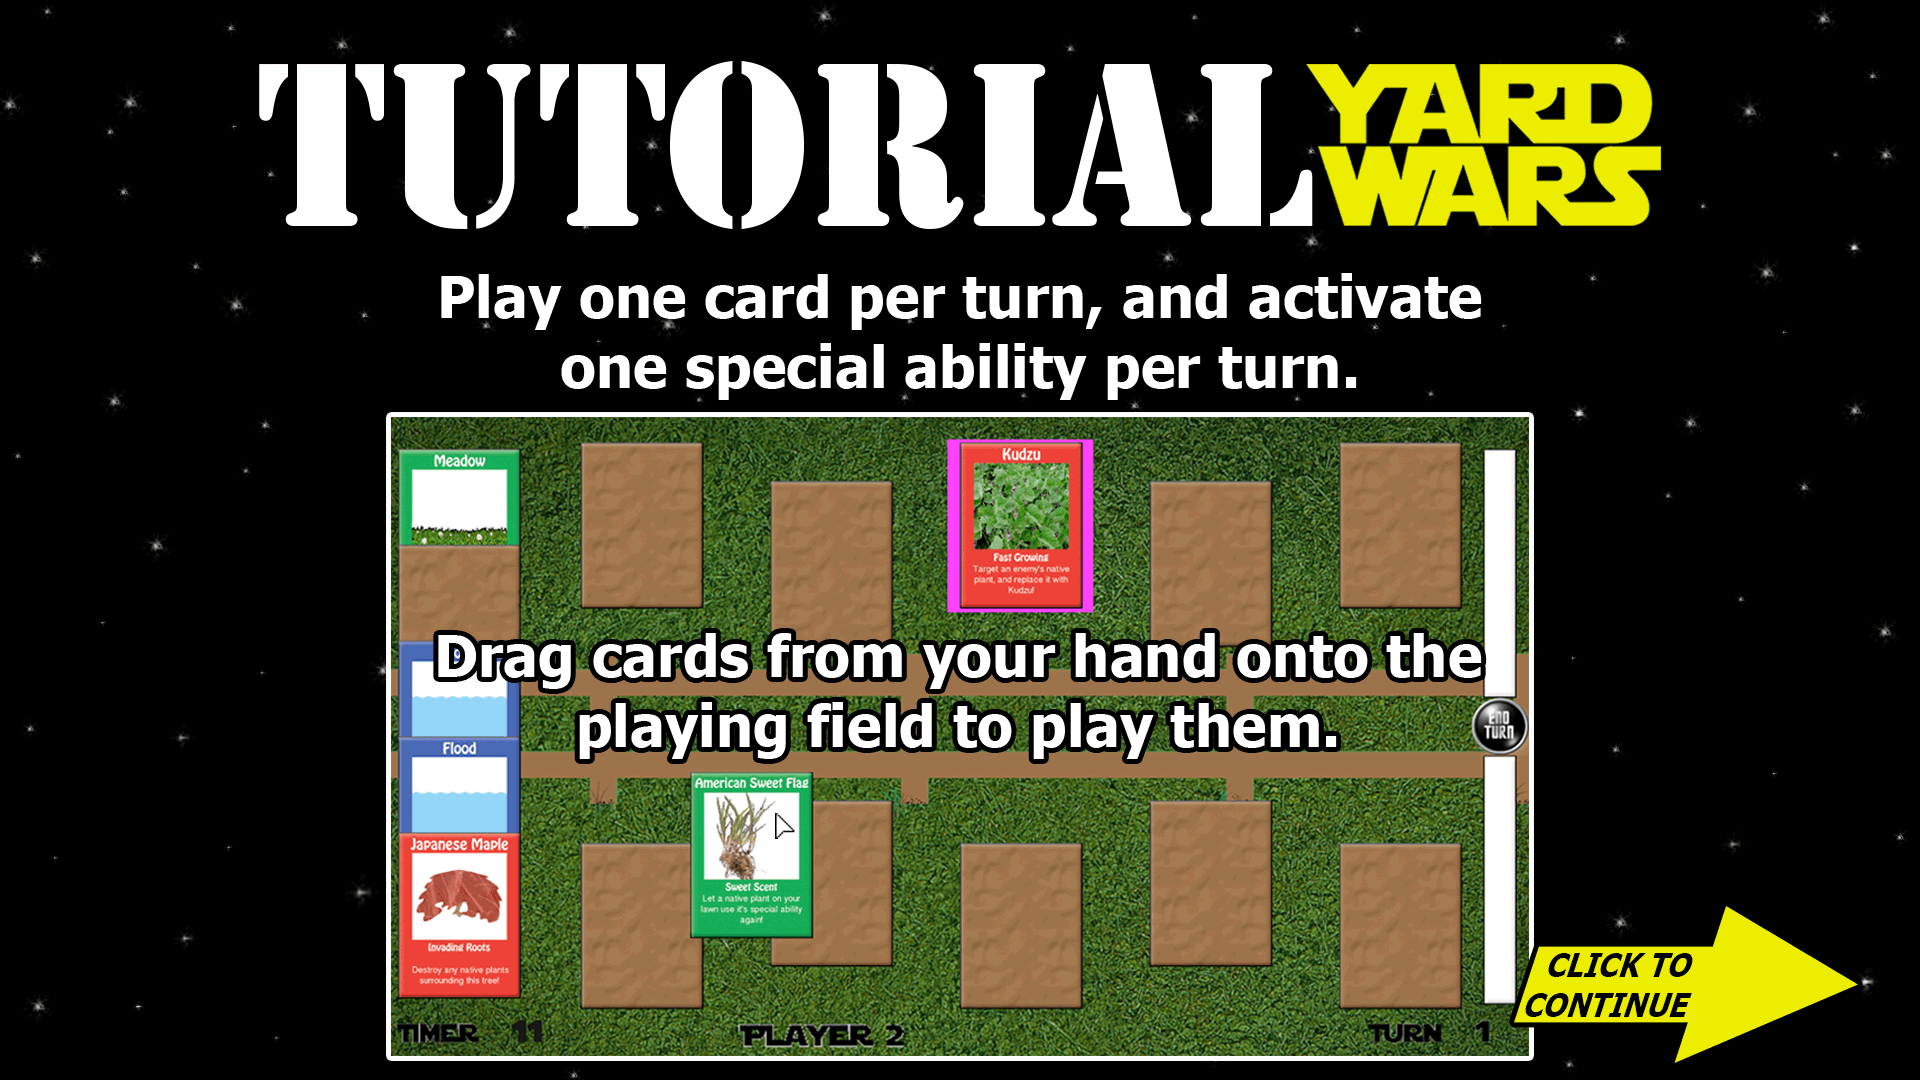 TUTORIAL
YARD
WARS
Play one card per turn, and activate
one special ability per turn.
Meadow
Kudzu
Fast Growing
Target an enemy's native
plant, and replace it with
Kudzu!
Drag cards from your hand onto the
playing field to play them.
END
TURN
Flood
American Sweet Flag
Sweet Scent
Let a native plant on your
lawn use it's special ability
again!
Japanese Maple
Invading Roots
Destroy any native plants
surrounding this tree!
CLICK TO
CONTINUE
TIMER 11
PLAYER 2
TURN 1